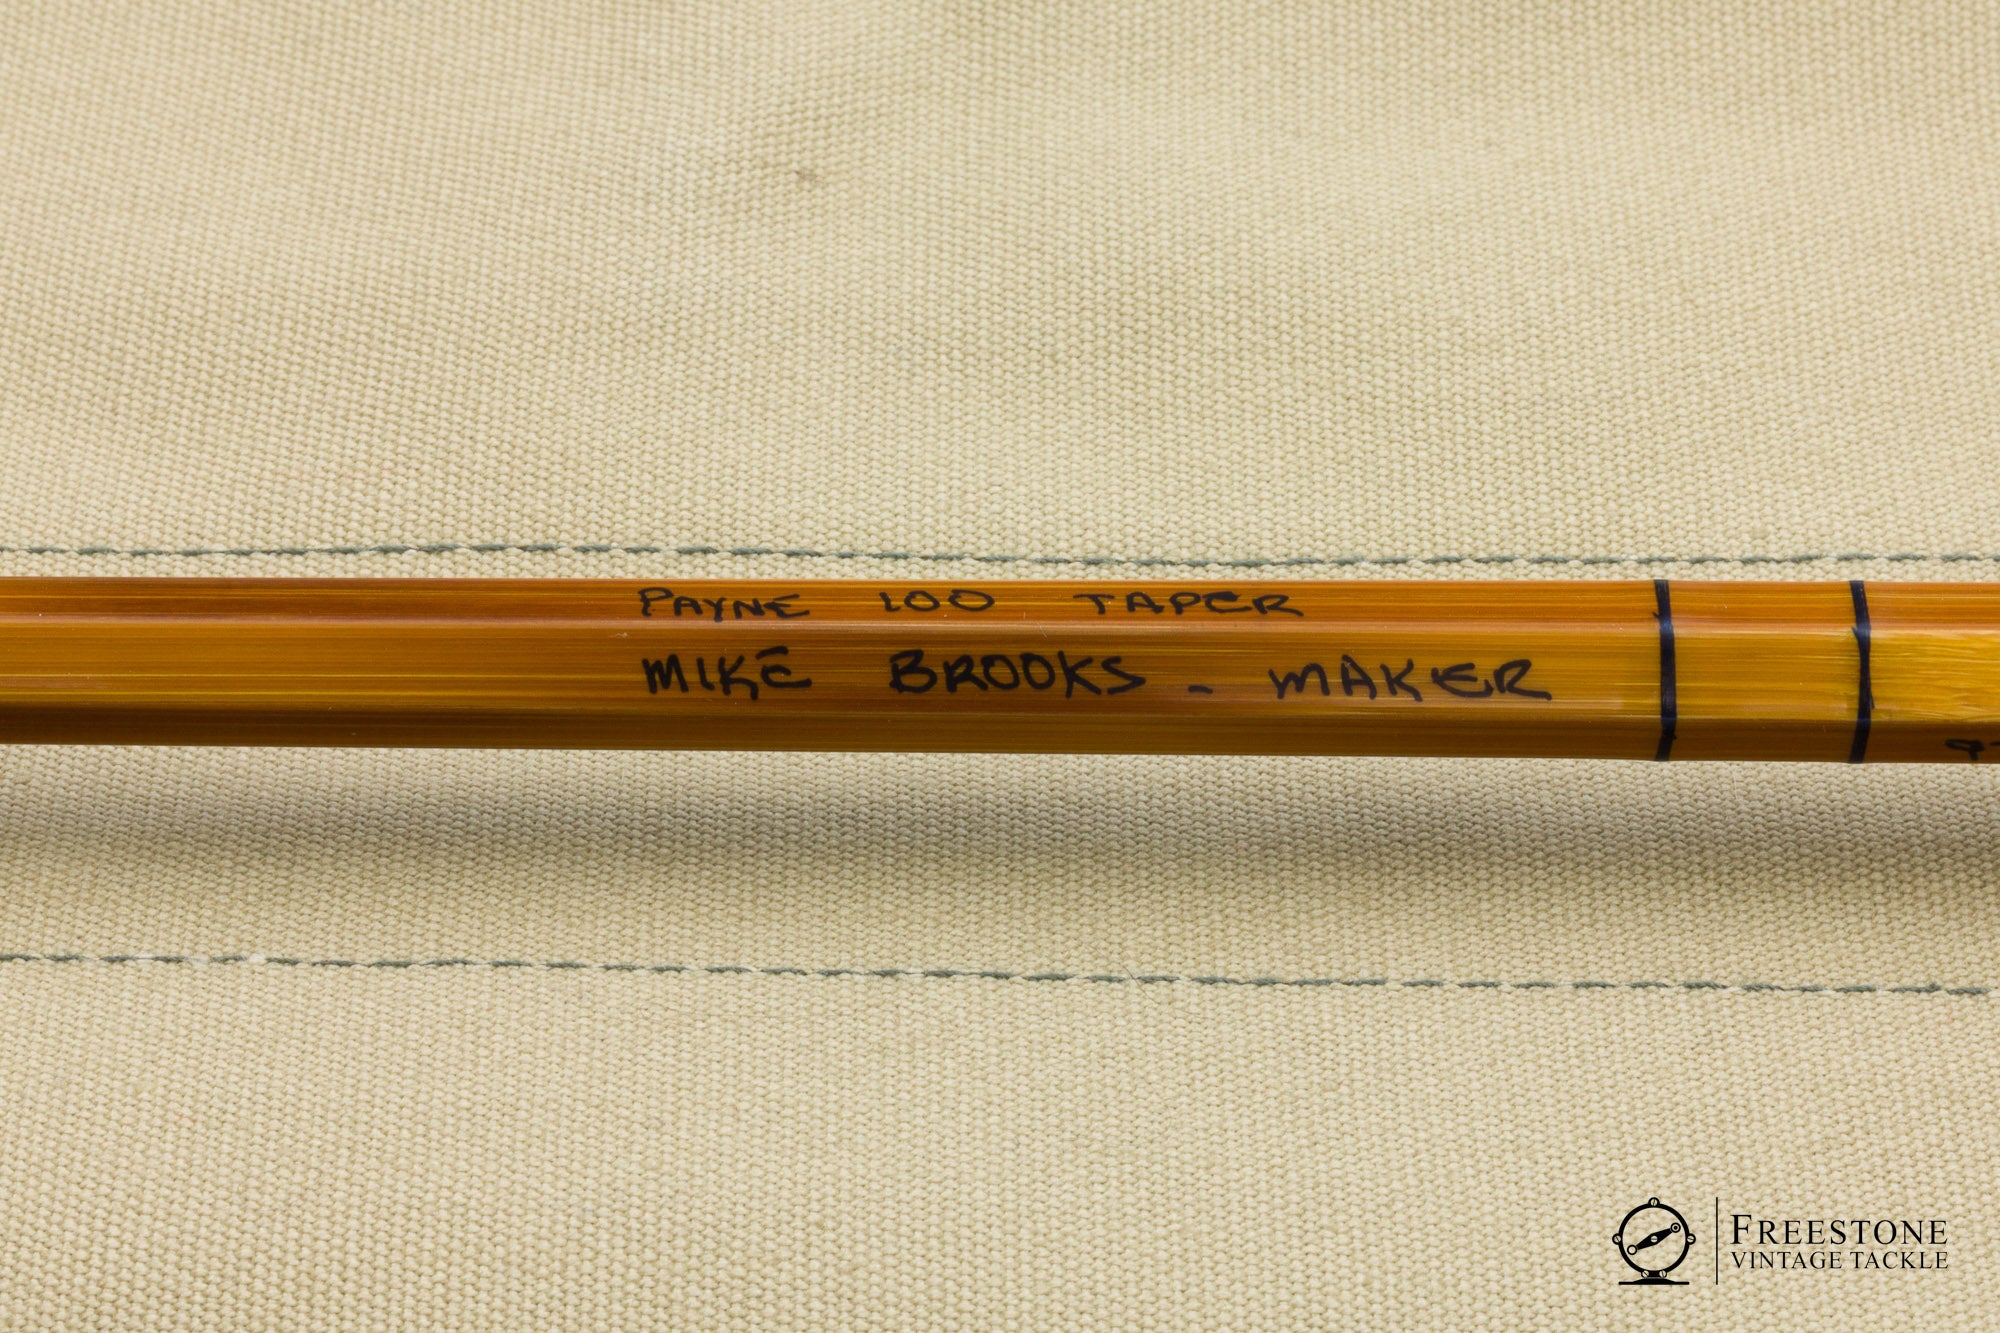 PAYNE 100 TAPER
MIKE BROOKS - MAKER
FREESTONE
VINTAGE TACKLE